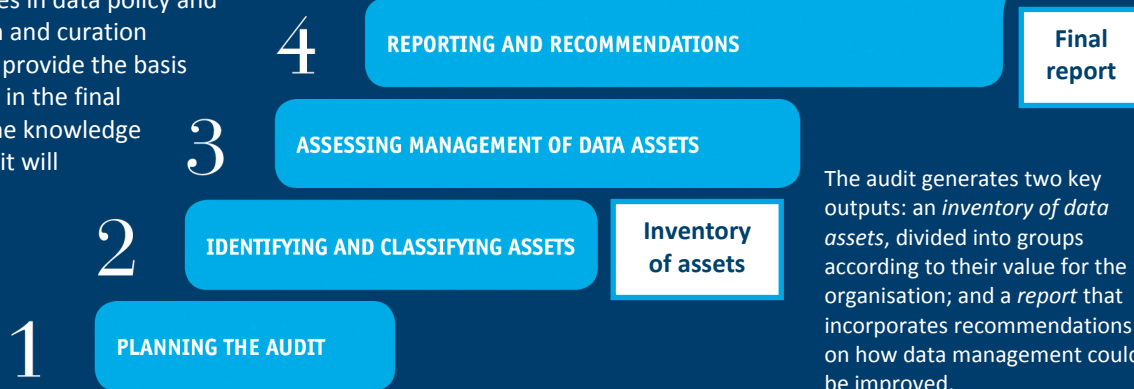 es in data policy and
and curation
provide the basis
in the final
knowledge
it will
4
REPORTING AND RECOMMENDATIONS
Final
report
3
ASSESSING MANAGEMENT OF DATA ASSETS
2
IDENTIFYING AND CLASSIFYING ASSETS
Inventory
of assets
1
PLANNING THE AUDIT
The audit generates two key
outputs: an inventory of data
assets, divided into groups
according to their value for the
organisation; and a report that
incorporates recommendations
on how data management could
be improved.